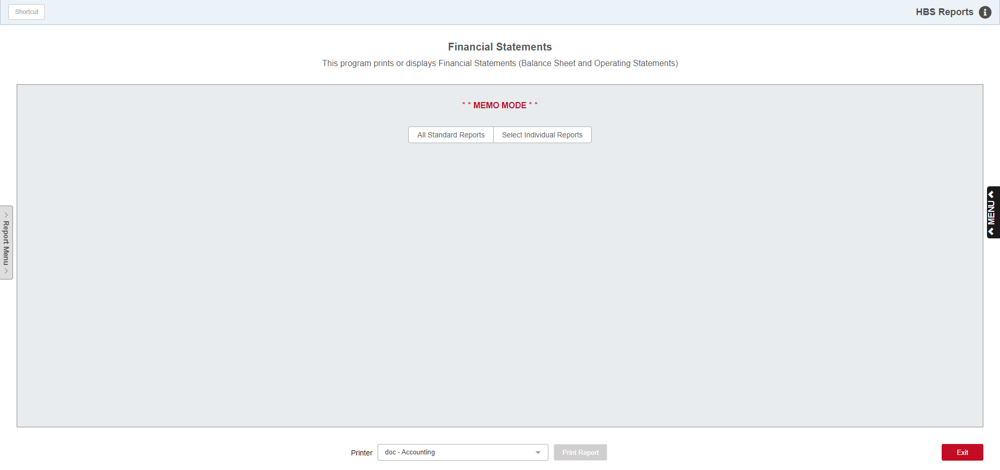 Shortcut
HBS Reports
Financial Statements
This program prints or displays Financial Statements (Balance Sheet and Operating Statements)
* * MEMO MODE * *
All Standard Reports
Select Individual Reports
Report Menu
MENU
Printer
doc - Accounting
Print Report
Exit